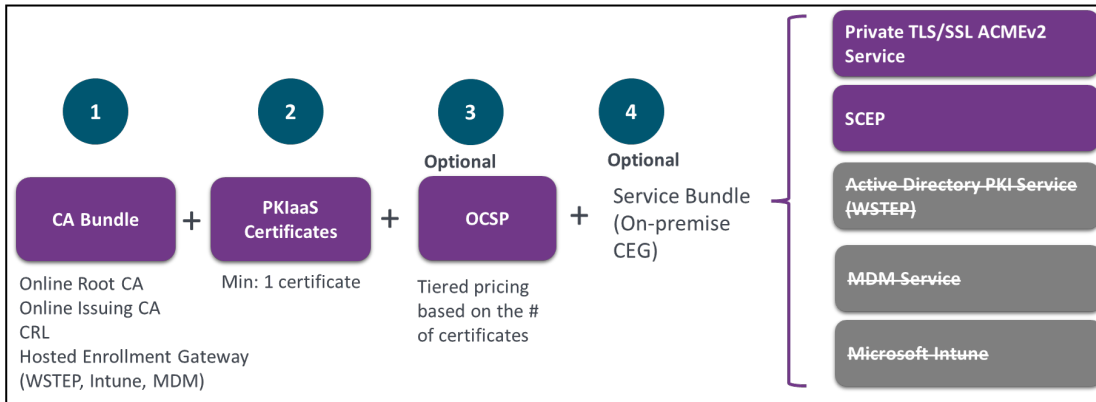 1
CA Bundle
Online Root CA
Online Issuing CA
CRL
Hosted Enrollment Gateway
(WSTEP, Intune, MDM)
+
2
PKIaaS
Certificates
Min: 1 certificate
+
3
Optional
OCSP
Tiered pricing
based on the #
of certificates
+
4
Optional
Service Bundle
(On-premise
CEG)
Private TLS/SSL ACMEv2
Service
SCEP
Active Directory PKI Service
(WSTEP)
MDM Service
Microsoft Intune